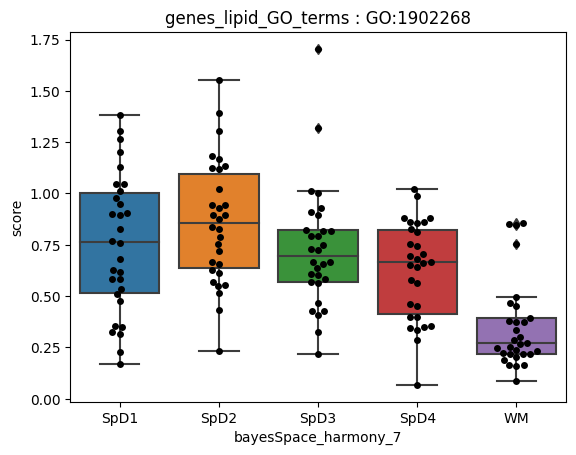 genes_lipid_GO_terms : GO:1902268
1.75
1.50
1.25
1.00
0.75
0.50
0.25
0.00
score
SpD1 SpD2 SpD3 SpD4 WM
bayesSpace_harmony_7